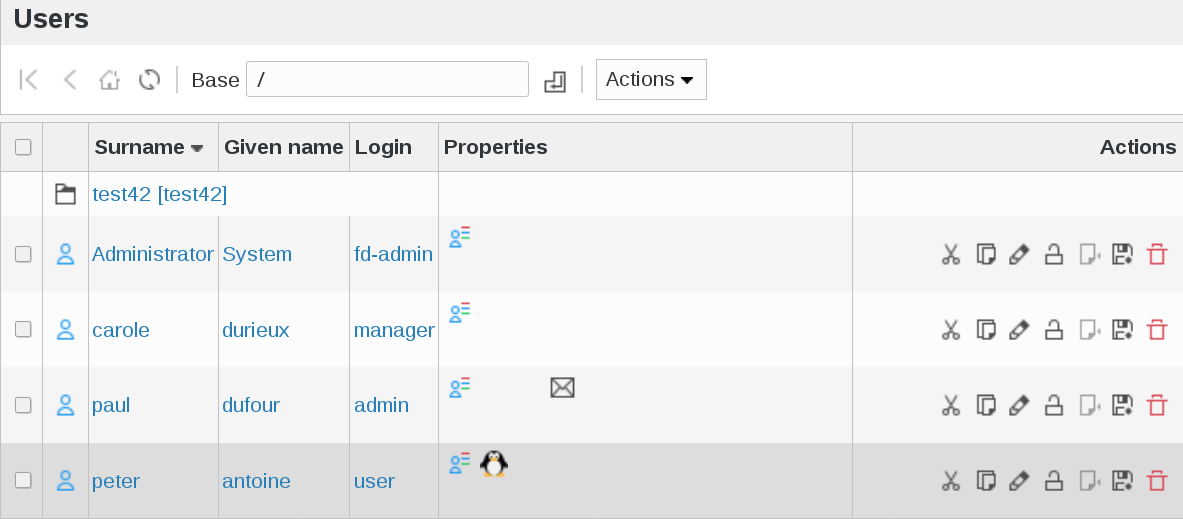 Users
Base / Actions
Surname Given name Login Properties Actions
test42 [test42]
Administrator System fd-admin
carole durieux manager
paul dufour admin
peter antoine user